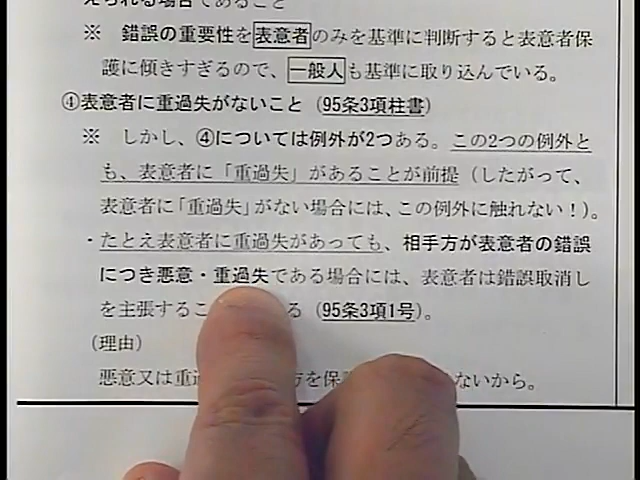 えられる場合であること
※ 錯誤の重要性を表意者のみを基準に判断すると表意者保
護に傾きすぎるので、一般人も基準に取り込んでいる。
④表意者に重過失がないこと（95条3項柱書）
※ しかし、④については例外が2つある。この2つの例外と
も、表意者に「重過失」があることが前提（したがって、
表意者に「重過失」がない場合には、この例外に触れない！）。
・たとえ表意者に重過失があっても、相手方が表意者の錯誤
につき悪意・重過失である場合には、表意者は錯誤取消し
を主張するこ る（95条3項1号）。
（理由）
悪意又は重 方を保 ないから。